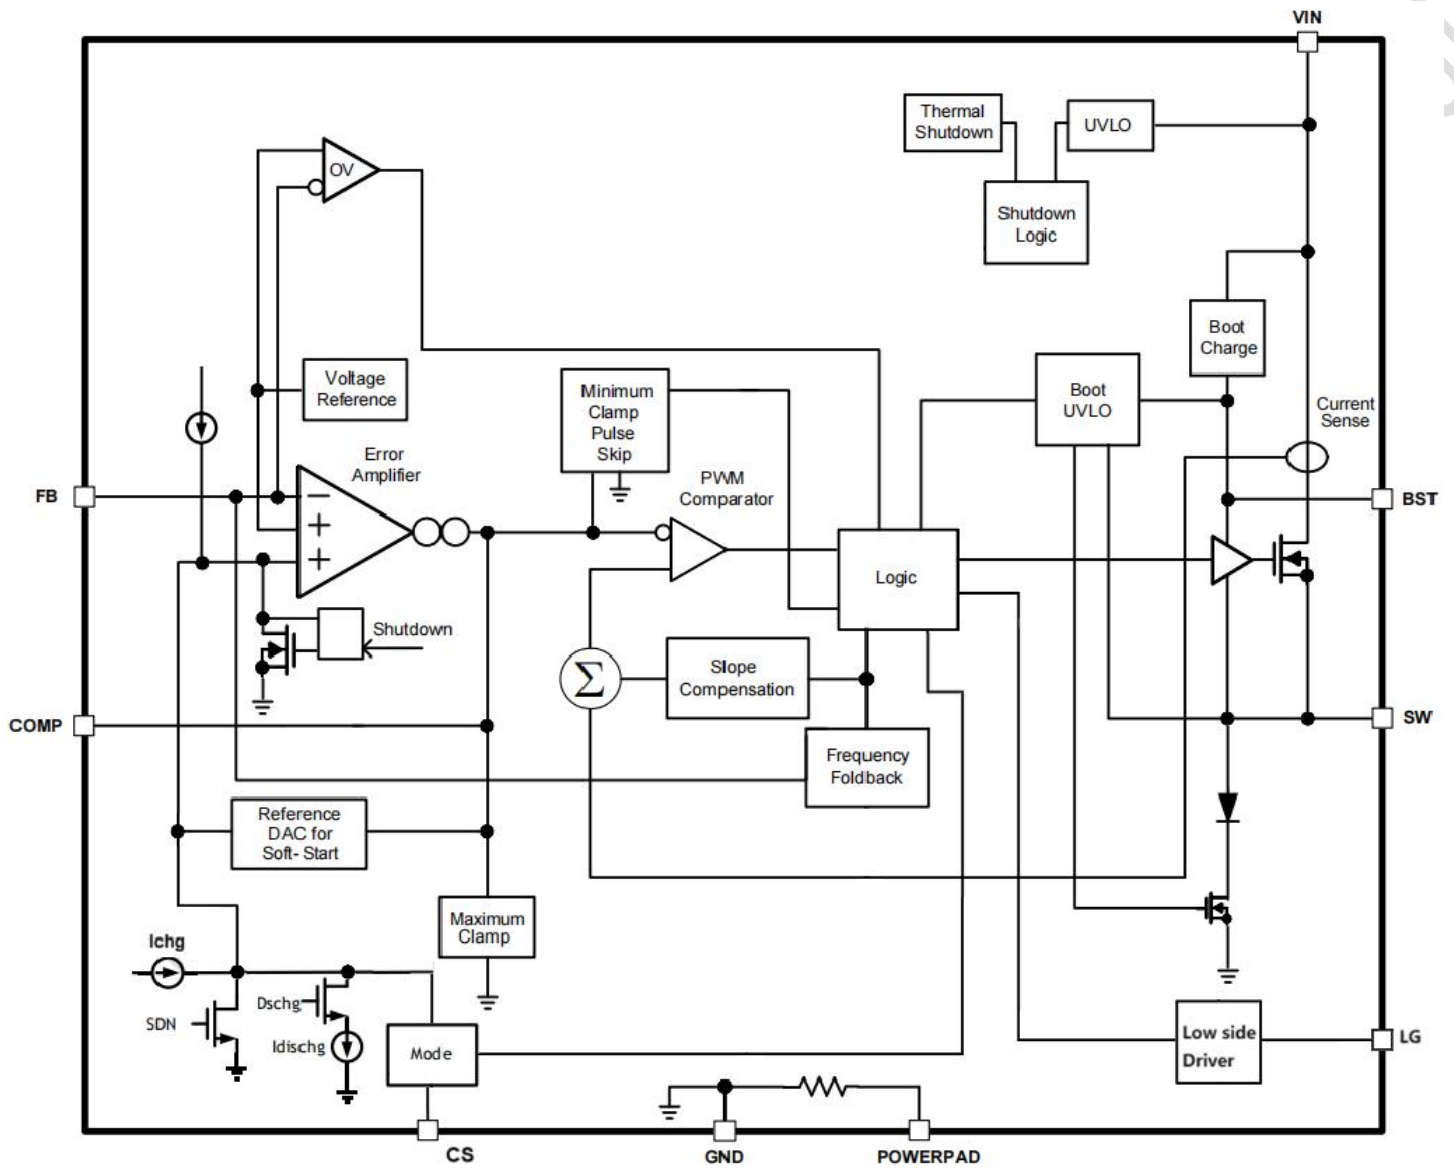 VIN
Thermal
Shutdown
UVLO
OV
Shutdown
Logic
Boot
Charge
Voltage
Reference
Minimum
Clamp
Pulse
Skip
Boot
UVLO
Current
Sense
Error
Amplifier
PWM
Comparator
FB
−
+
+
BST
Logic
Shutdown
Σ
Slope
Compensation
COMP
SW
Frequency
Foldback
Reference
DAC for
Soft- Start
Maximum
Clamp
Ichg
Dschg
SDN
Idischg
Mode
Low side
Driver
LG
CS
GND
POWERPAD